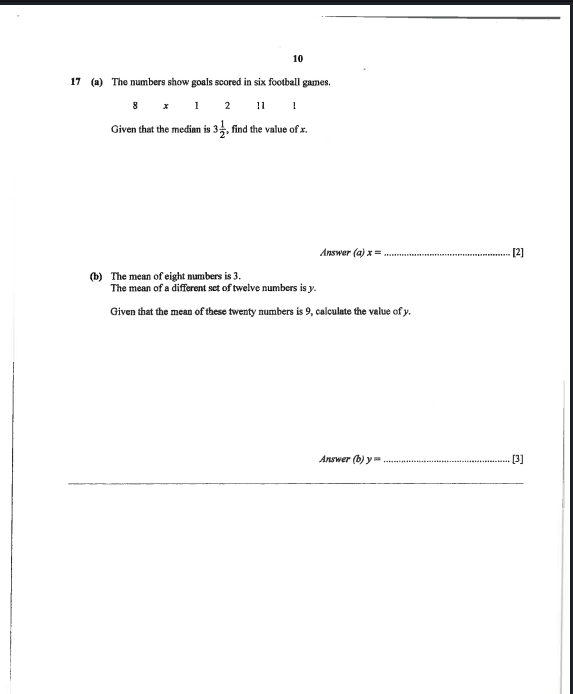 10
17 (a) The numbers show goals scored in six football games.
8 x 1 2 11 1
Given that the median is 3 1/2, find the value of x.
Answer (a) x = ................................................ [2]
(b) The mean of eight numbers is 3.
The mean of a different set of twelve numbers is y.
Given that the mean of these twenty numbers is 9, calculate the value of y.
Answer (b) y = ................................................ [3]